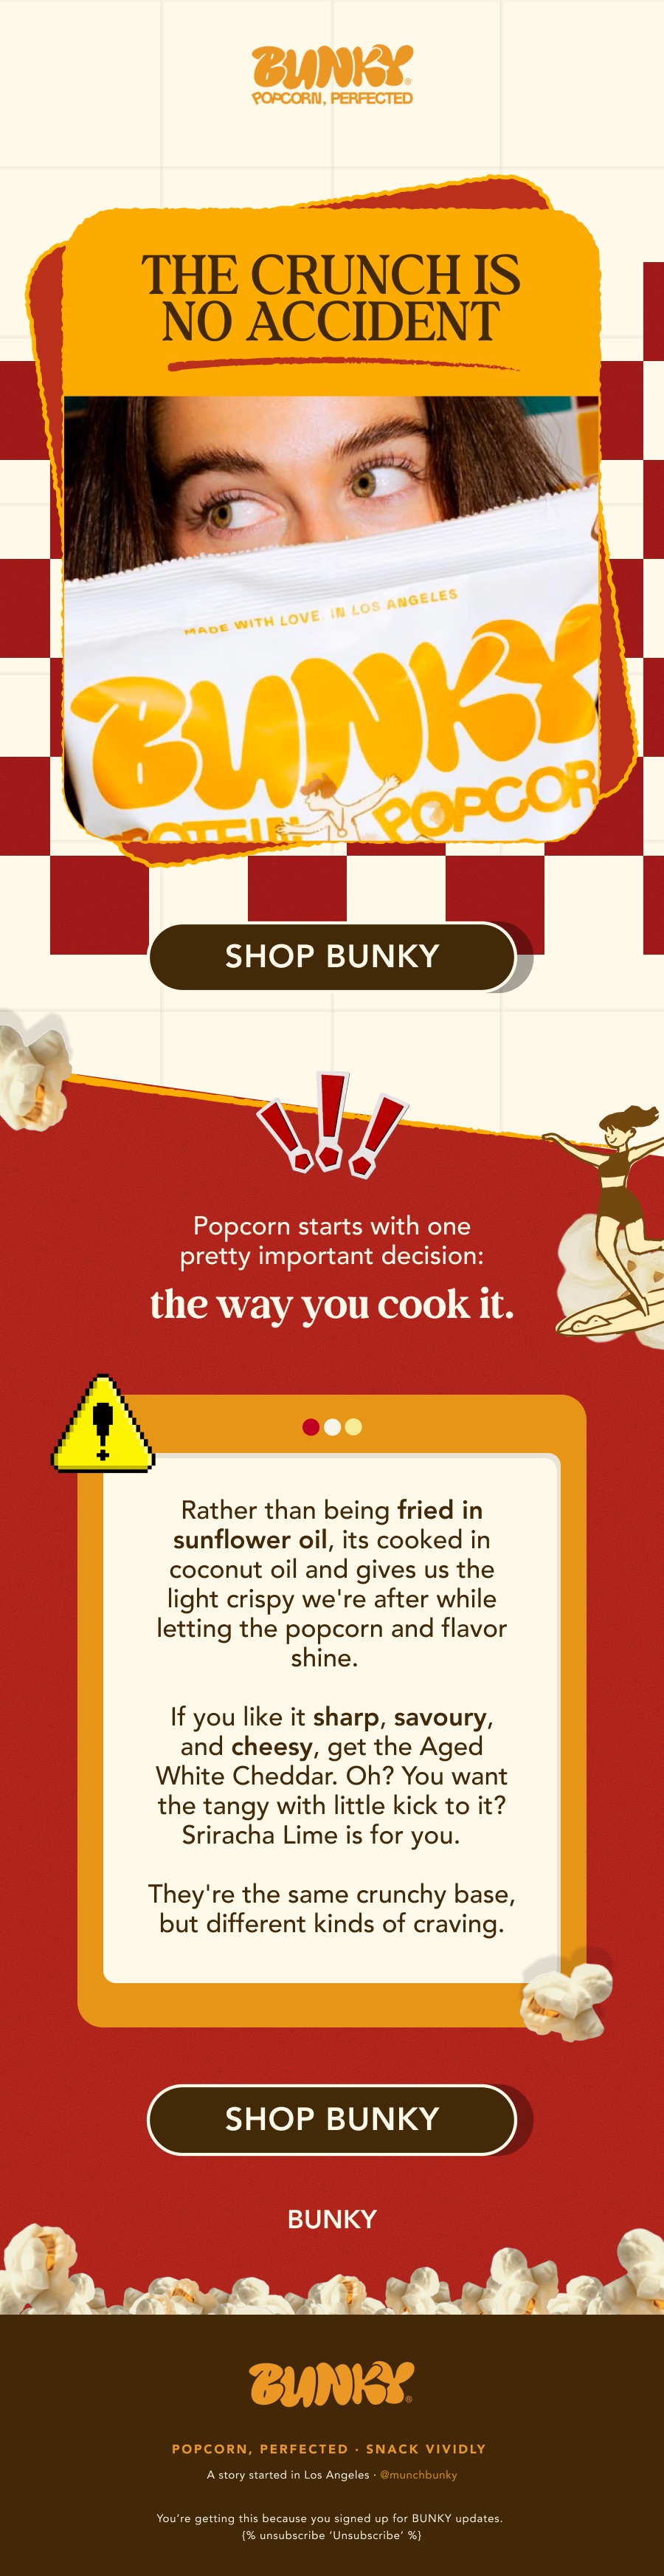 BUNKY®
POPCORN, PERFECTED
THE CRUNCH IS
NO ACCIDENT
MADE WITH LOVE IN LOS ANGELES
BUNKY
POPCOR
SHOP BUNKY
Popcorn starts with one
pretty important decision:
the way you cook it.
Rather than being fried in
sunflower oil, its cooked in
coconut oil and gives us the
light crispy we're after while
letting the popcorn and flavor
shine.
If you like it sharp, savoury,
and cheesy, get the Aged
White Cheddar. Oh? You want
the tangy with little kick to it?
Sriracha Lime is for you.
They're the same crunchy base,
but different kinds of craving.
SHOP BUNKY
BUNKY
BUNKY®
POPCORN, PERFECTED · SNACK VIVIDLY
A story started in Los Angeles · @munchbunky
You're getting this because you signed up for BUNKY updates.
{% unsubscribe ‘Unsubscribe’ %}